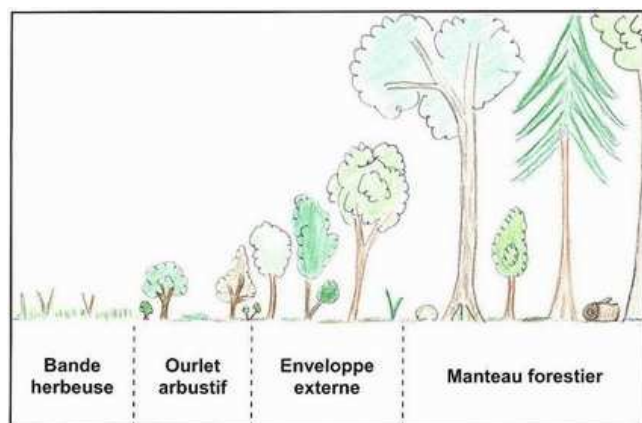 Bande herbeuse
Ourlet arbustif
Enveloppe externe
Manteau forestier